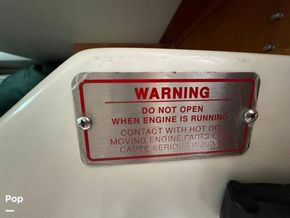 WARNING
DO NOT OPEN
WHEN ENGINE IS RUNNING
CONTACT WITH HOT OR
MOVING ENGINE PARTS
CAUSE SERIOUS
Pop